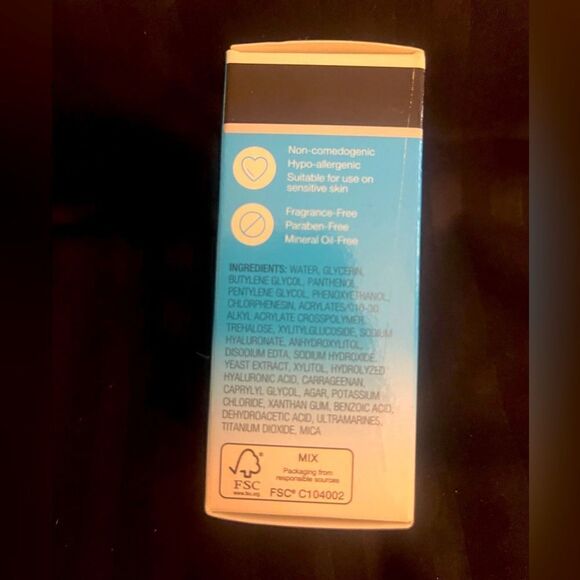 Non-comedogenic
Hypo-allergenic
Suitable for use on
sensitive skin
Fragrance-Free
Paraben-Free
Mineral Oil-Free
INGREDIENTS: WATER, GLYCERIN,
BUTYLENE GLYCOL, PANTHENOL,
PENTYLENE GLYCOL, PHENOXYETHANOL,
CHLORPHENESIN, ACRYLATES/C10-30
ALKYL ACRYLATE CROSSPOLYMER,
TREHALOSE, XYLITYLGLUCOSIDE, SODIUM
HYALURONATE, ANHYDROXYLITOL,
DISODIUM EDTA, SODIUM HYDROXIDE,
YEAST EXTRACT, XYLITOL, HYDROLYZED
HYALURONIC ACID, CARRAGEENAN,
CAPRYLYL GLYCOL, AGAR, POTASSIUM
CHLORIDE, XANTHAN GUM, BENZOIC ACID,
DEHYDROACETIC ACID, ULTRAMARINES,
TITANIUM DIOXIDE, MICA
FSC
www.fsc.org
MIX
Packaging from
responsible sources
FSC® C104002